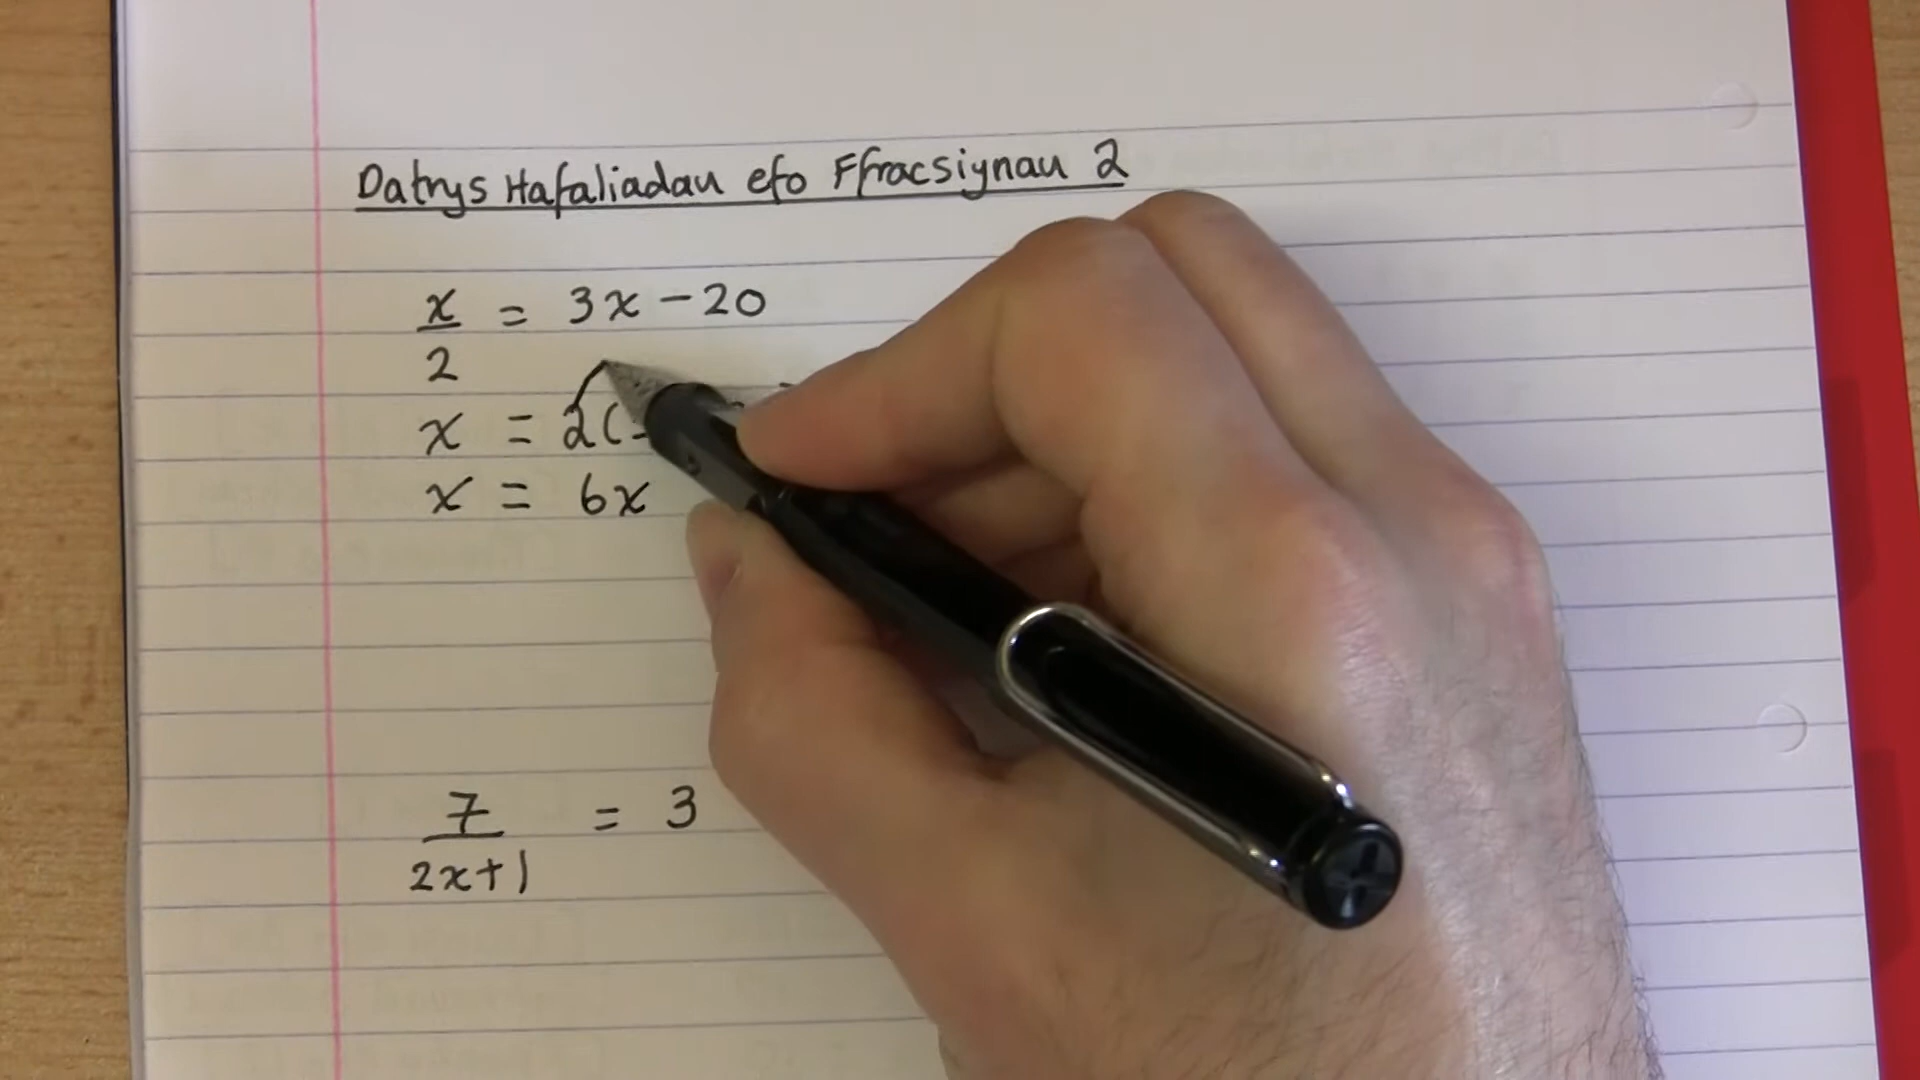 Datrys Hafaliadau efo Ffracsiynau 2
x/2 = 3x - 20
x = 2(
x = 6x
7/2x+1 = 3